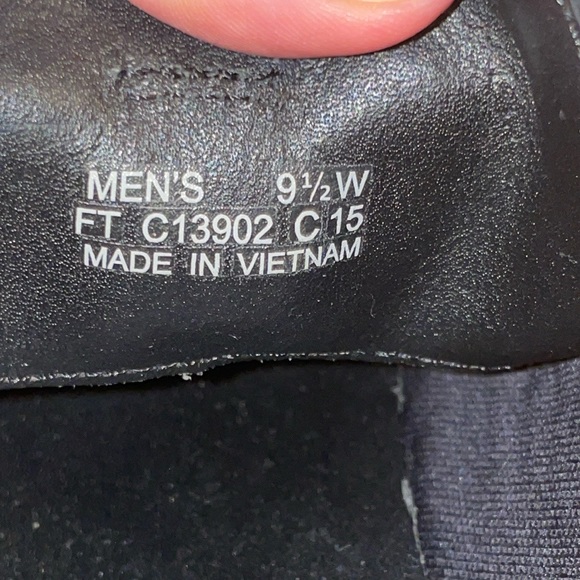 MEN'S 9½ W
FT C13902 C 15
MADE IN VIETNAM